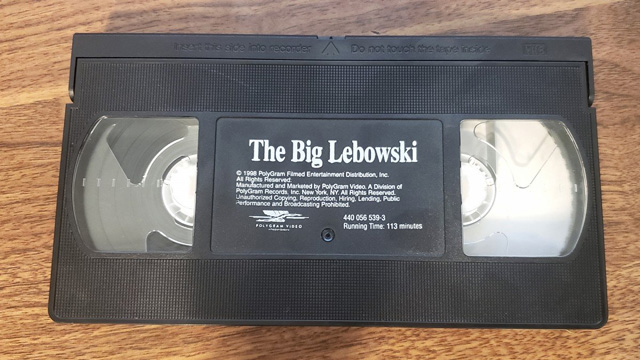 Insert this side into recorder Do not touch the tape inside VHS
The Big Lebowski
© 1998 PolyGram Filmed Entertainment Distribution, Inc.
All Rights Reserved.
Manufactured and Marketed by PolyGram Video. A Division of
PolyGram Records, Inc. New York, NY. All Rights Reserved.
Unauthorized Copying, Reproduction, Hiring, Lending, Public
Performance and Broadcasting Prohibited.
POLYGRAM VIDEO
440 056 539-3
Running Time: 113 minutes